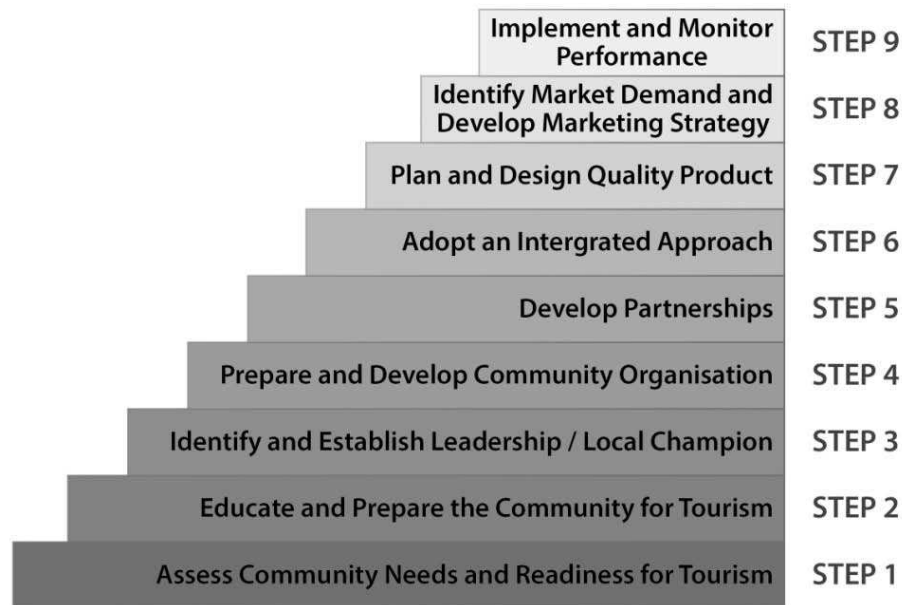 Implement and Monitor
Performance
STEP 9
Identify Market Demand and
Develop Marketing Strategy
STEP 8
Plan and Design Quality Product
STEP 7
Adopt an Intergrated Approach
STEP 6
Develop Partnerships
STEP 5
Prepare and Develop Community Organisation
STEP 4
Identify and Establish Leadership / Local Champion
STEP 3
Educate and Prepare the Community for Tourism
STEP 2
Assess Community Needs and Readiness for Tourism
STEP 1